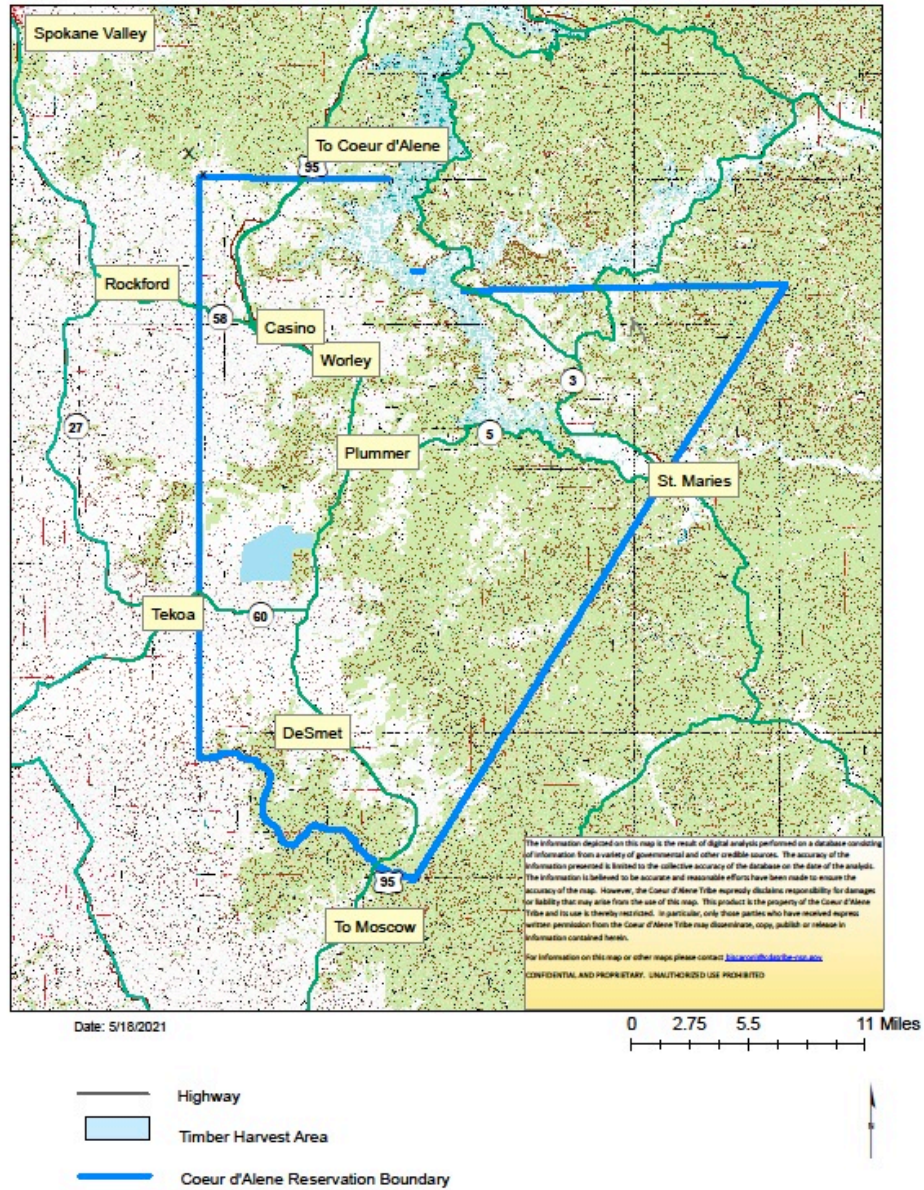 Spokane Valley
To Coeur d'Alene
95
Rockford
58
Casino
Worley
3
27
Plummer
5
St. Maries
Tekoa
60
DeSmet
95
To Moscow
The information depicted on this map is the result of digital analysis performed on a database consisting
of information from a variety of governmental and other credible sources. The accuracy of the
information presented is limited to the collective accuracy of the database on the date of the analysis.
The information is believed to be accurate and reasonable efforts have been made to ensure the
accuracy of the map. However, the Coeur d'Alene Tribe expressly disclaims responsibility for damages
or liability that may arise from the use of this map. This product is the property of the Coeur d'Alene
Tribe and its use is thereby restricted. In particular, only those parties who have received express
written permission from the Coeur d'Alene Tribe may disseminate, copy, publish or release in
information contained herein.
For information on this map or other maps please contact
CONFIDENTIAL AND PROPRIETARY. UNAUTHORIZED USE PROHIBITED
Date: 5/18/2021
0 2.75 5.5 11 Miles
Highway
Timber Harvest Area
N
Coeur d'Alene Reservation Boundary